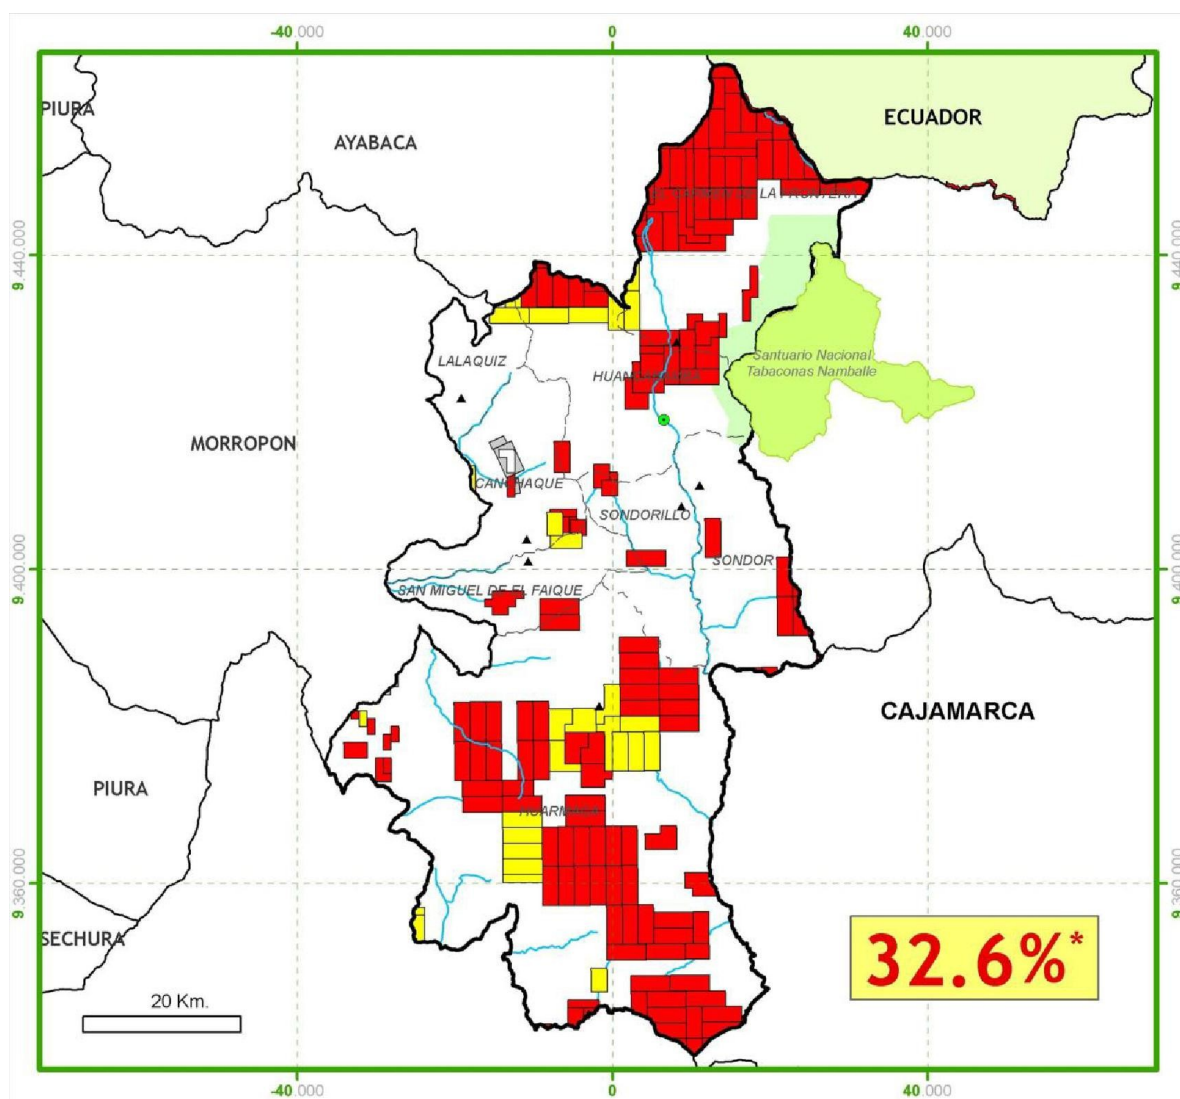 -40.000
0
40.000
PIURA
ECUADOR
AYABACA
LA FRONTERA
9.440.000
9.440.000
LALAQUIZ
Santuario Nacional
Tabaconas Namballe
MORROPON
CANCHAQUE
SONDORILLO
SONDOR
9.400.000
9.400.000
SAN MIGUEL DE EL FAIQUE
CAJAMARCA
PIURA
HUARMACA
9.360.000
9.360.000
SECHURA
32.6%*
20 Km.
-40.000
0
40.000